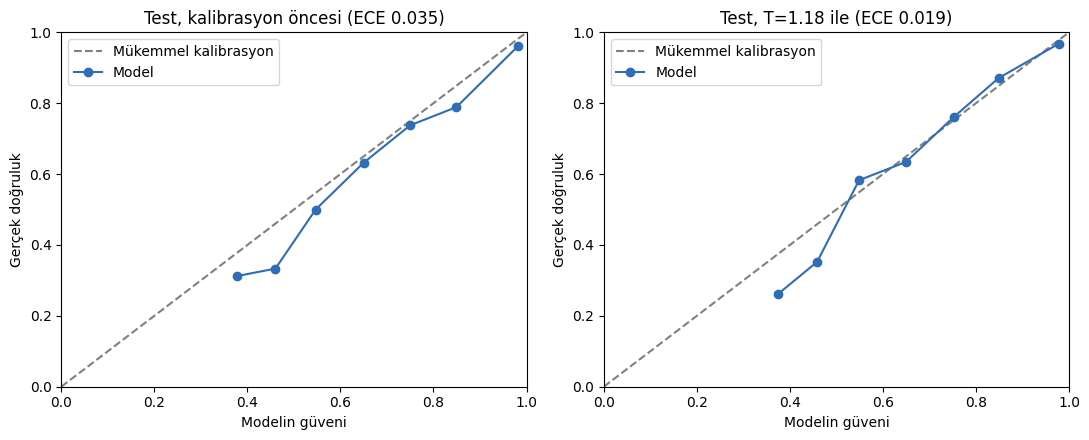 Test, kalibrasyon öncesi (ECE 0.035)
Mükemmel kalibrasyon
Model
1.0
0.8
0.6
0.4
0.2
0.0
Gerçek doğruluk
0.0 0.2 0.4 0.6 0.8 1.0
Modelin güveni
Test, T=1.18 ile (ECE 0.019)
Mükemmel kalibrasyon
Model
1.0
0.8
0.6
0.4
0.2
0.0
Gerçek doğruluk
0.0 0.2 0.4 0.6 0.8 1.0
Modelin güveni